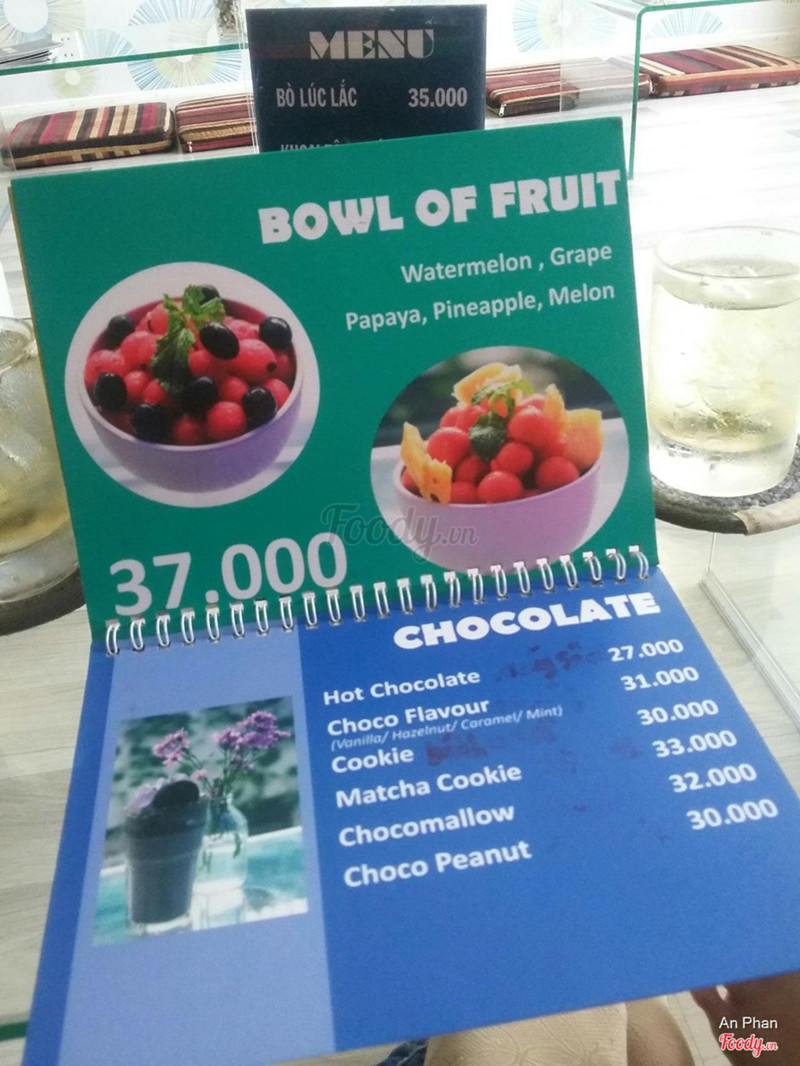 MENU
BÒ LÚC LẮC 35.000
BOWL OF FRUIT
Watermelon , Grape
Papaya, Pineapple, Melon
Foody.vn
37.000
CHOCOLATE
Hot Chocolate 27.000
Choco Flavour 31.000
(Vanilla/ Hazelnut/ Caramel/ Mint)
Cookie 30.000
Matcha Cookie 33.000
Chocomallow 32.000
Choco Peanut 30.000
An Phan
Foody.vn